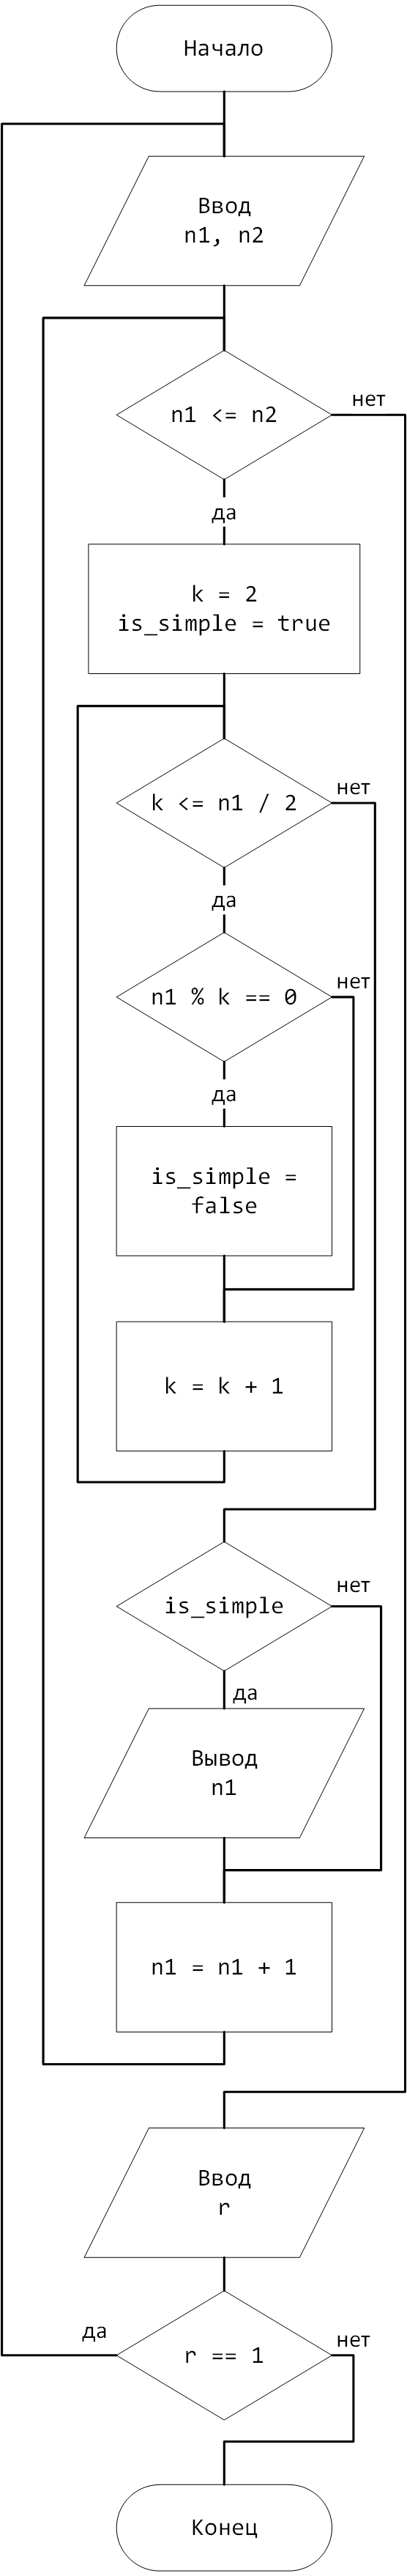 Начало
Ввод
n1, n2
n1 <= n2
нет
да
k = 2
is_simple = true
k <= n1 / 2
нет
да
n1 % k == 0
нет
да
is_simple =
false
k = k + 1
is_simple
нет
да
Вывод
n1
n1 = n1 + 1
Ввод
r
да
r == 1
нет
Конец